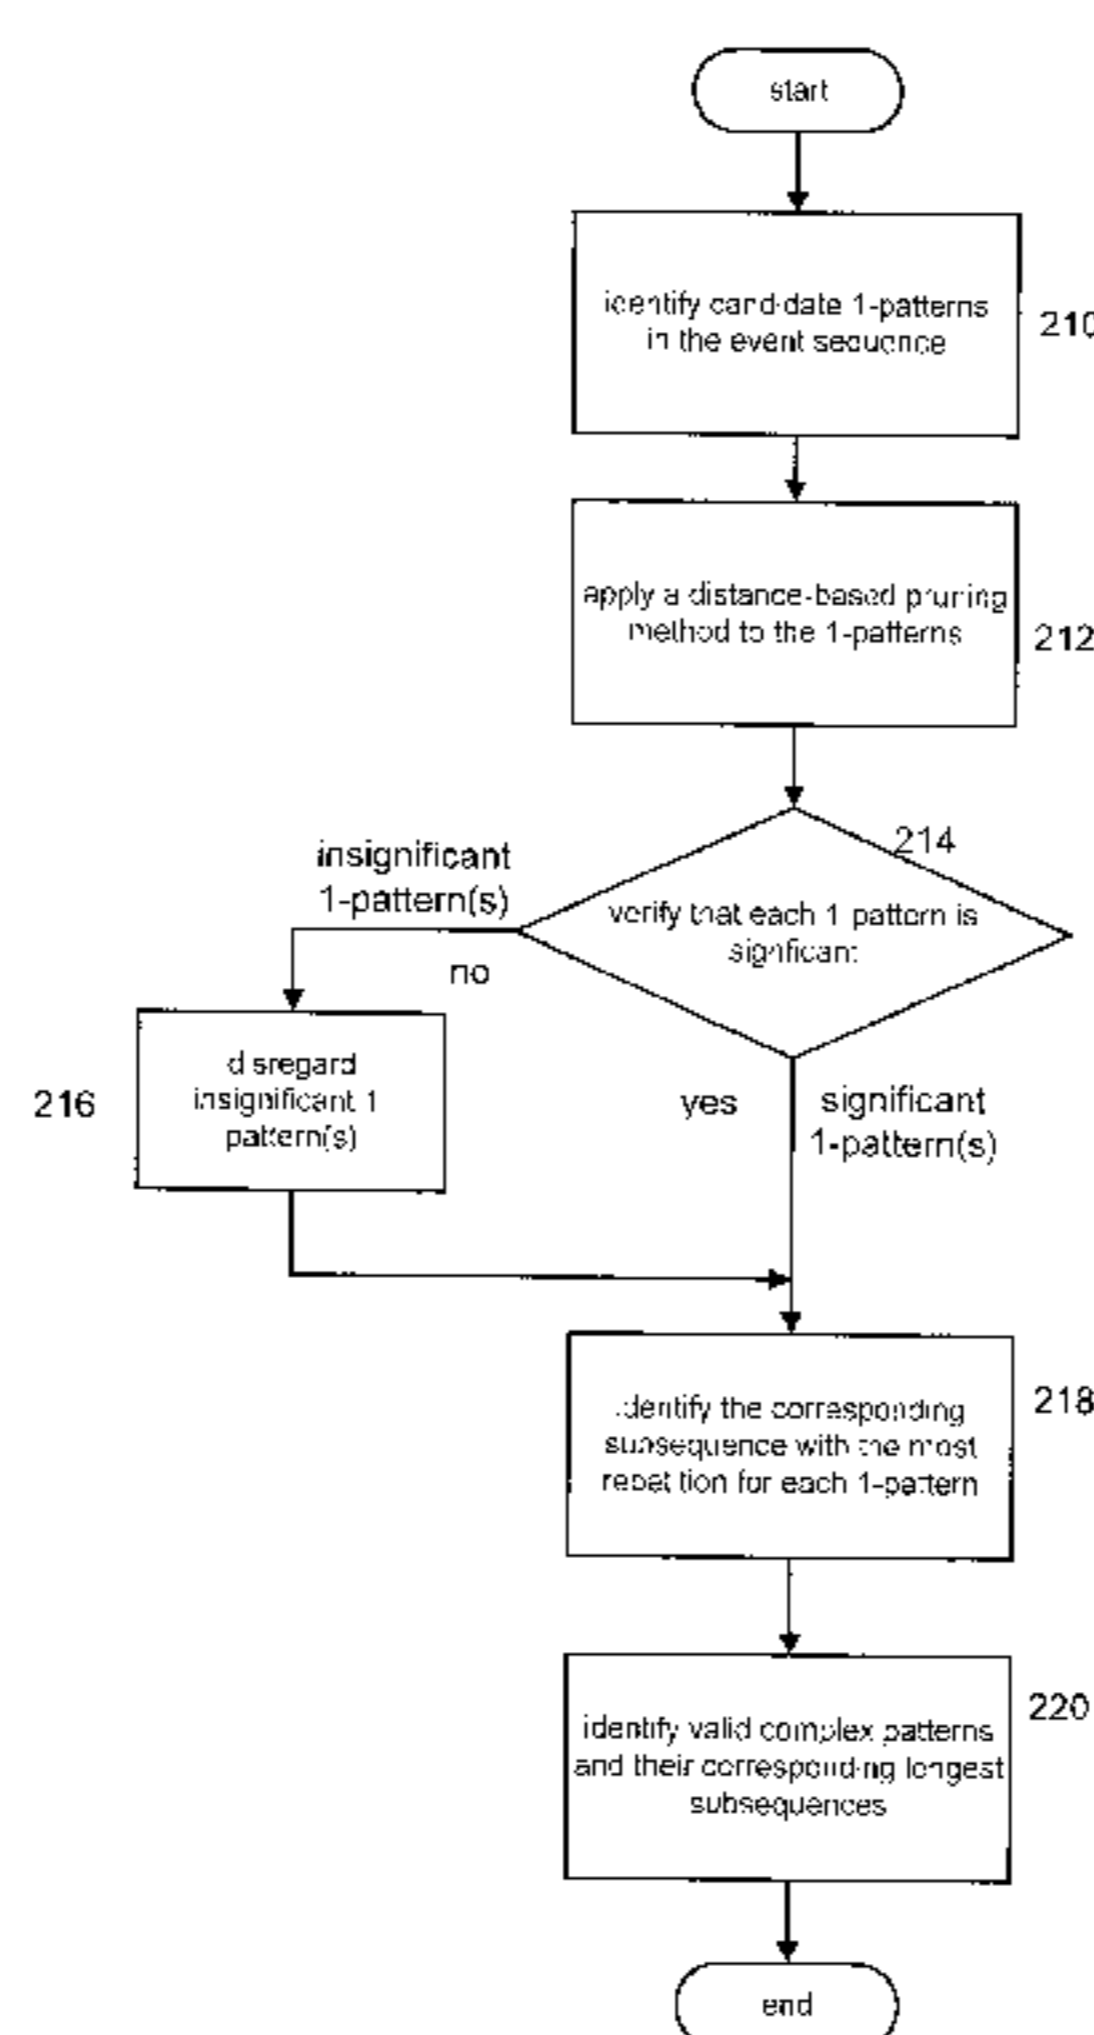 start
identify candidate 1-patterns
in the event sequence
210
apply a distance-based pruning
method to the 1-patterns
212
214
insignificant
1-pattern(s)
verify that each 1 pattern is
signficant
no
disregard
insignificant 1
pattern(s)
216
yes
significant
1-pattern(s)
identify the corresponding
subsequence with the most
repetition for each 1-pattern
218
identify valid complex patterns
and their corresponding longest
subsequences
220
end